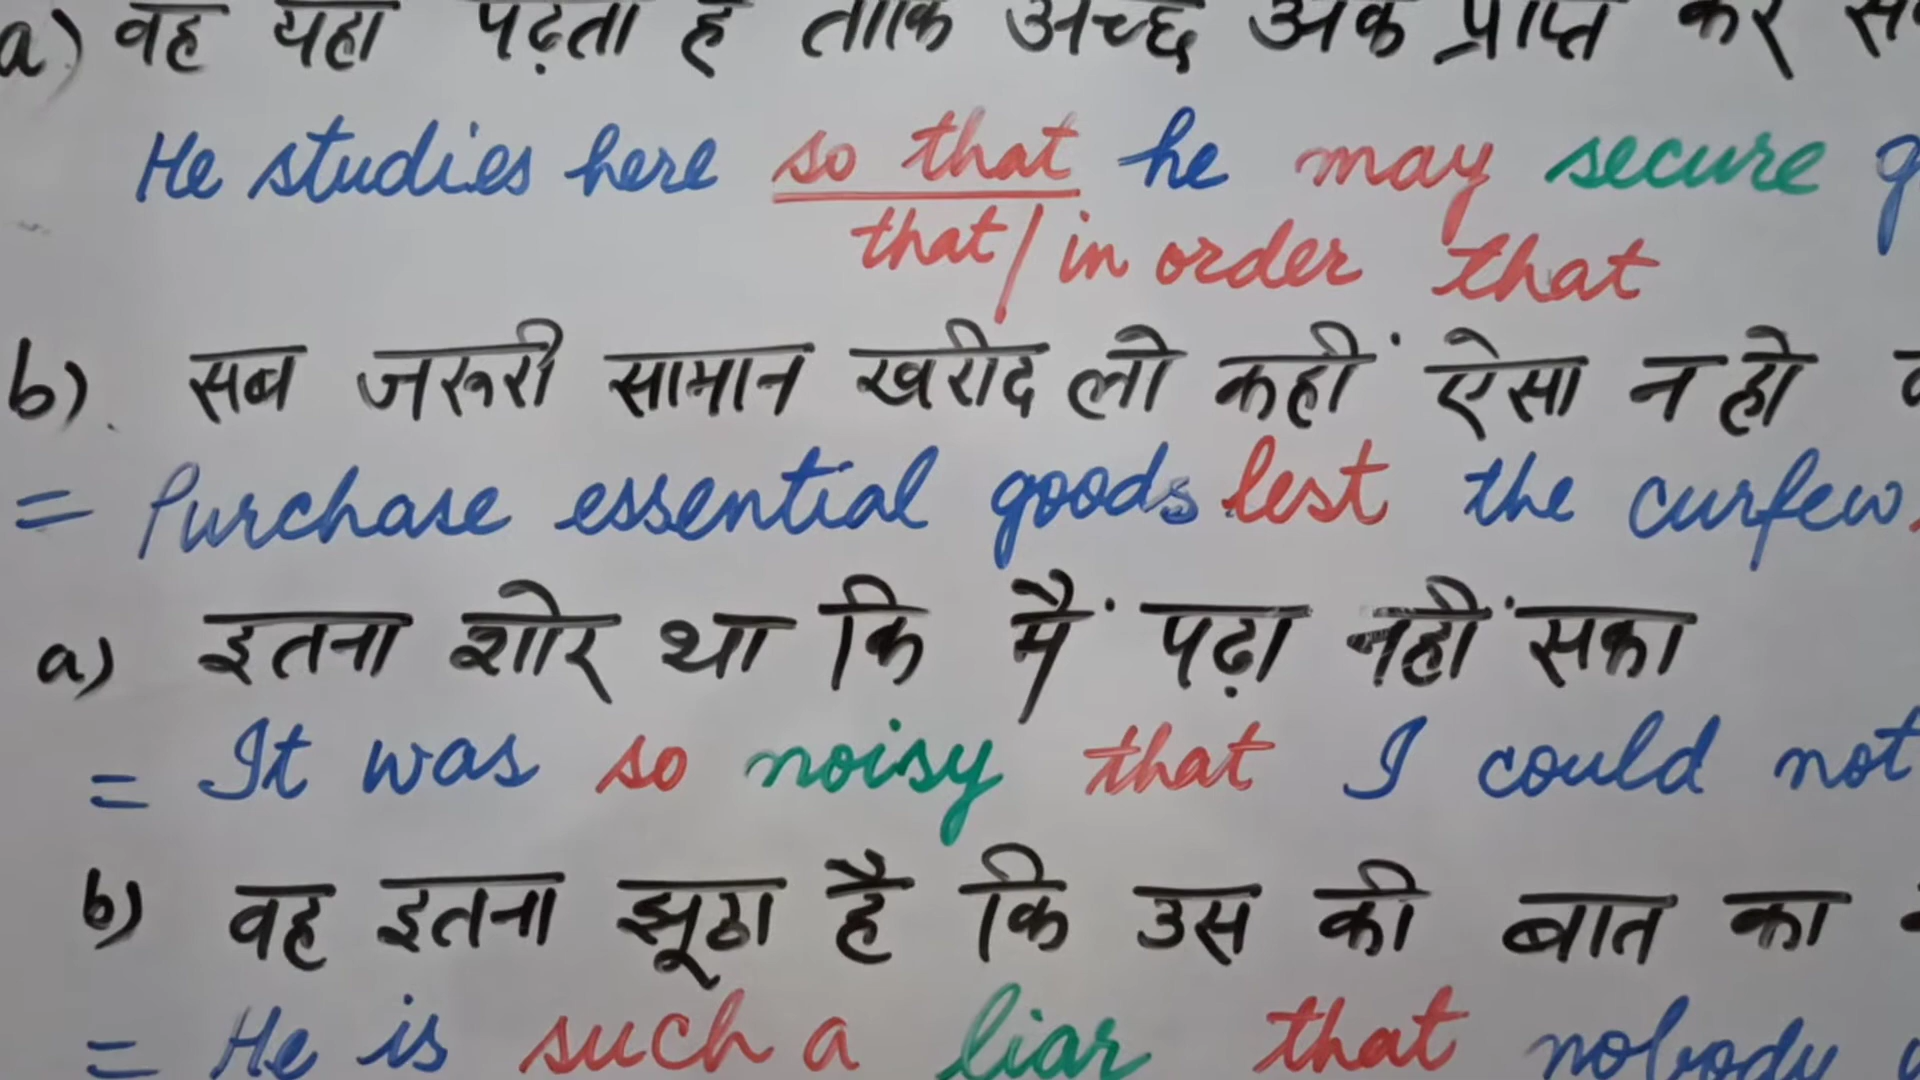 a) वह यहा पढ़ता है ताकि अच्छे अंक प्राप्त कर
He studies here so that he may secure
that / in order that
b). सब जरूरी सामान खरीद लो कहीं ऐसा न हो
= Purchase essential goods lest the curfew
a) इतना शोर था कि मैं पढ़ नहीं सका
= It was so noisy that I could not
b) वह इतना झूठा है कि उस की बात का
= He is such a liar that nobody